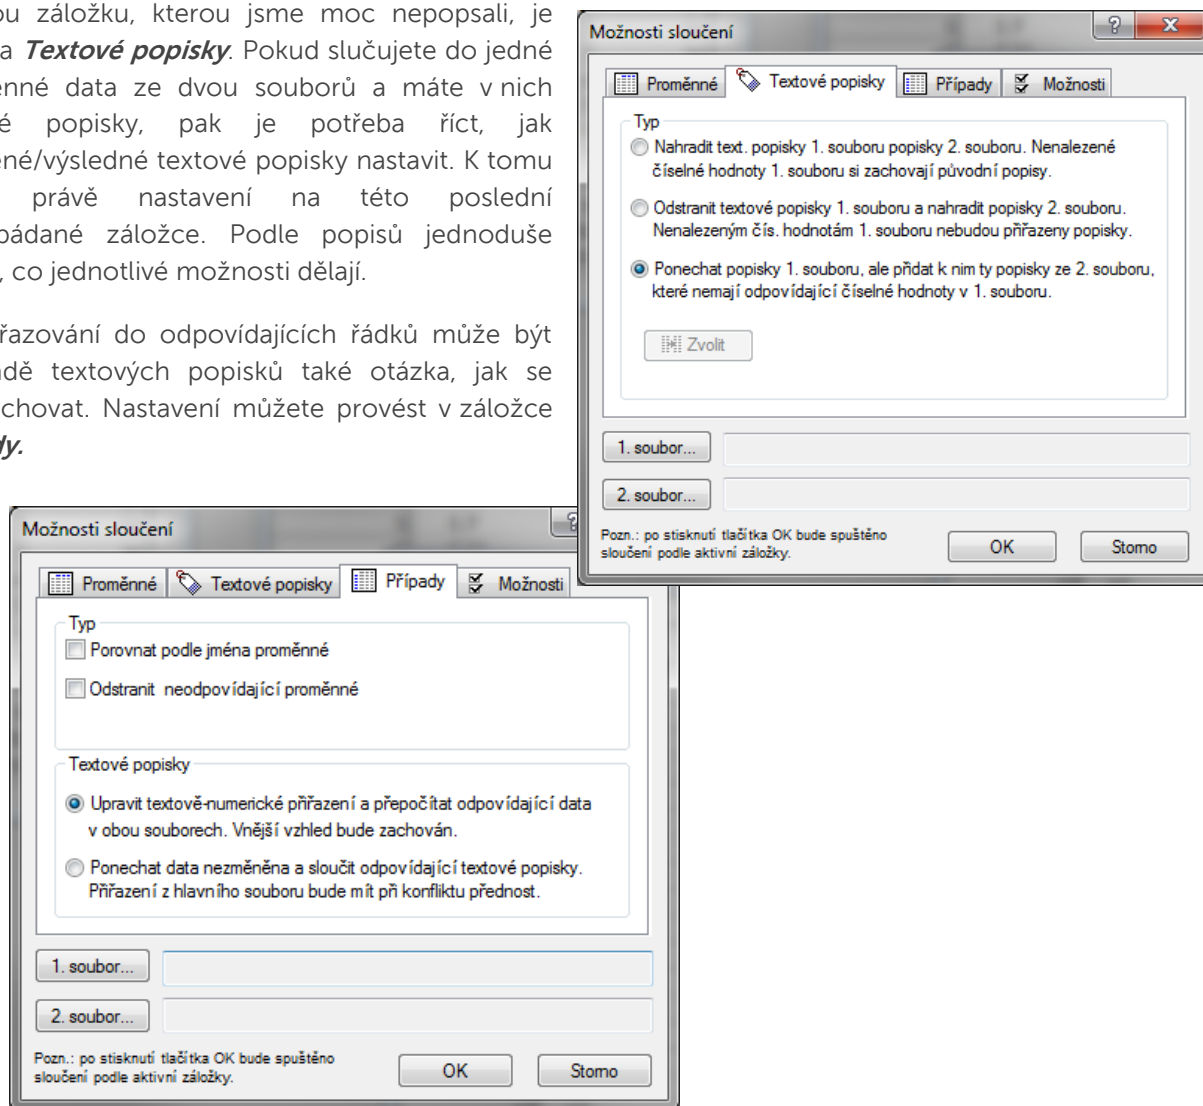 ou záložku, kterou jsme moc nepopsali, je
a Textové popisky. Pokud slučujete do jedné
enné data ze dvou souborů a máte v nich
é popisky, pak je potřeba říct, jak
ené/výsledné textové popisky nastavit. K tomu
právě nastavení na této poslední
pádané záložce. Podle popisů jednoduše
, co jednotlivé možnosti dělají.
řazování do odpovídajících řádků může být
adě textových popisků také otázka, jak se
chovat. Nastavení můžete provést v záložce
dy.
Možnosti sloučení
Proměnné Textové popisky Případy Možnosti
Typ
Nahradit text. popisky 1. souboru popisky 2. souboru. Nenalezené
číselné hodnoty 1. souboru si zachovají původní popisy.
Odstranit textové popisky 1. souboru a nahradit popisky 2. souboru.
Nenalezeným čís. hodnotám 1. souboru nebudou přiřazeny popisky.
Ponechat popisky 1. souboru, ale přidat k nim ty popisky ze 2. souboru,
které nemají odpovídající číselné hodnoty v 1. souboru.
Zvolit
1. soubor...
2. soubor...
Pozn.: po stisknutí tlačítka OK bude spuštěno
sloučení podle aktivní záložky.
OK Storno
Možnosti sloučení
Proměnné Textové popisky Případy Možnosti
Typ
Porovnat podle jména proměnné
Odstranit neodpovídající proměnné
Textové popisky
Upravit textově-numerické přiřazení a přepočítat odpovídající data
v obou souborech. Vnější vzhled bude zachován.
Ponechat data nezměněna a sloučit odpovídající textové popisky.
Přiřazení z hlavního souboru bude mít při konfliktu přednost.
1. soubor...
2. soubor...
Pozn.: po stisknutí tlačítka OK bude spuštěno
sloučení podle aktivní záložky.
OK Storno